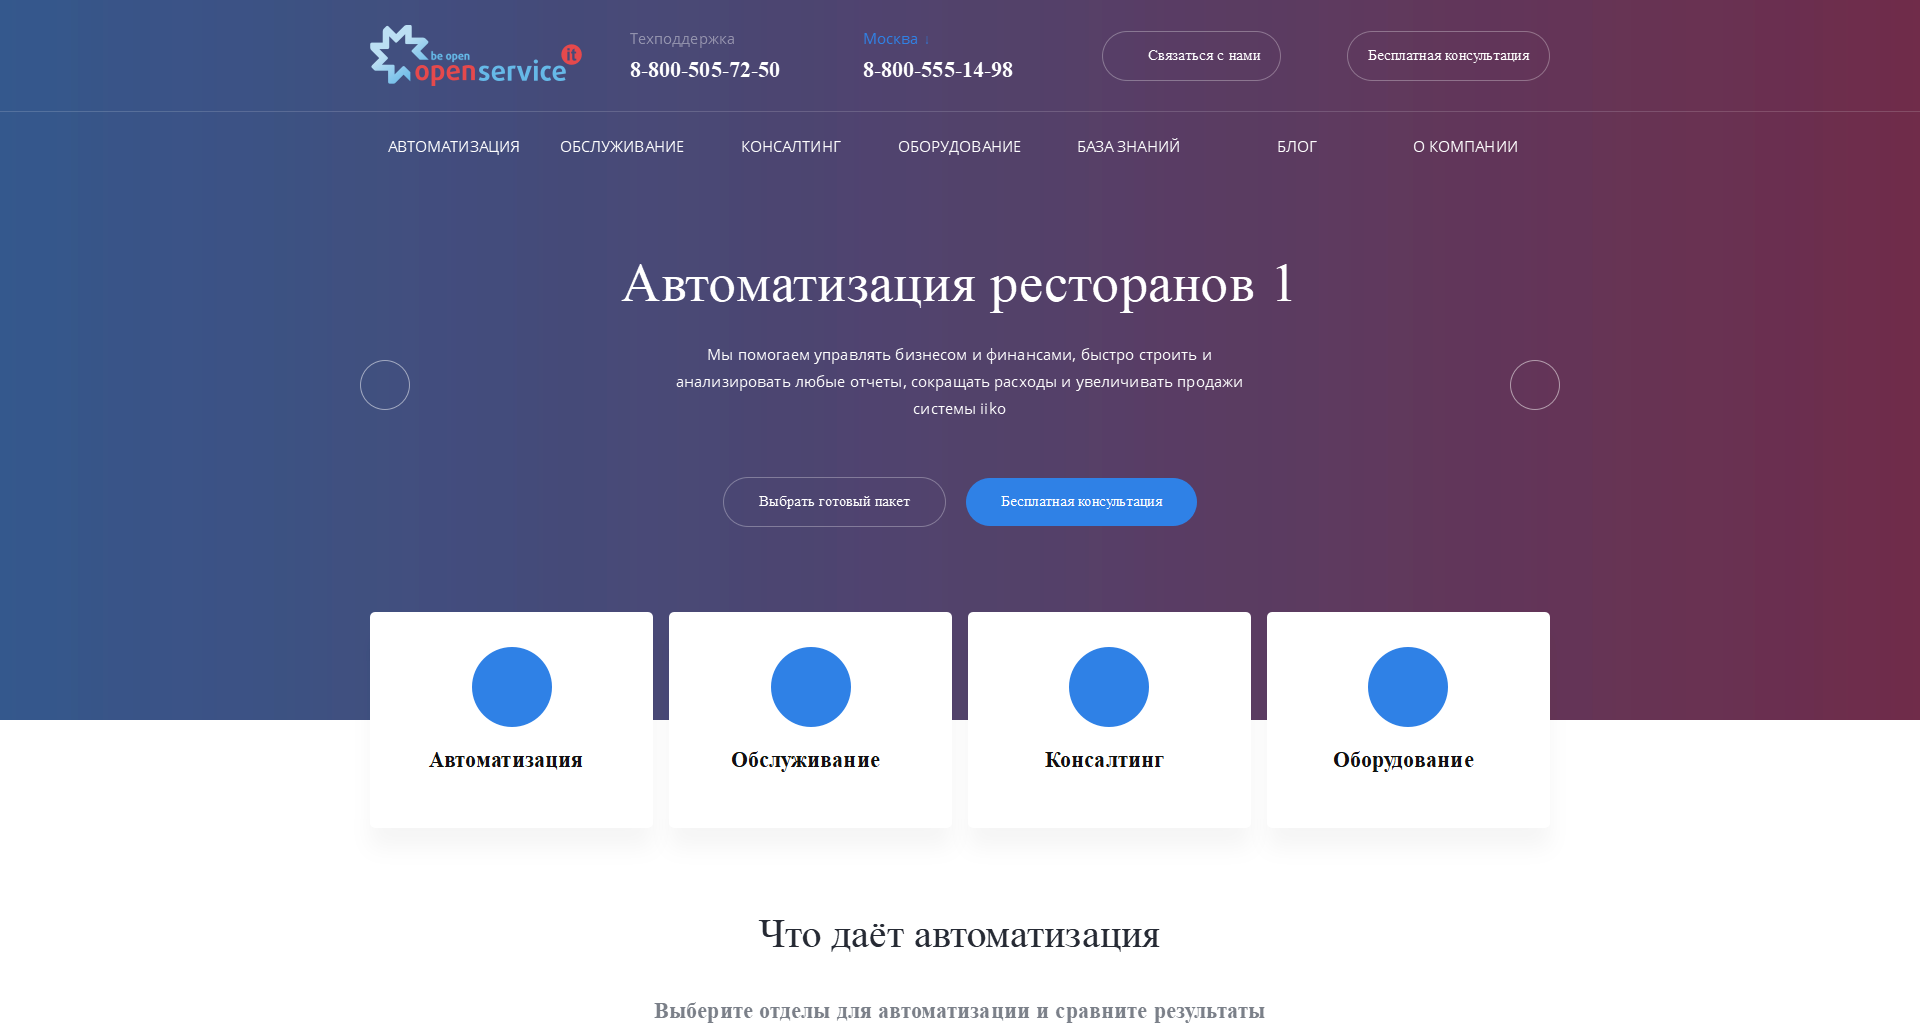 be open
openservice it
Техподдержка
8-800-505-72-50
Москва ↓
8-800-555-14-98
Связаться с нами
Бесплатная консультация
АВТОМАТИЗАЦИЯ
ОБСЛУЖИВАНИЕ
КОНСАЛТИНГ
ОБОРУДОВАНИЕ
БАЗА ЗНАНИЙ
БЛОГ
О КОМПАНИИ
Автоматизация ресторанов 1
Мы помогаем управлять бизнесом и финансами, быстро строить и
анализировать любые отчеты, сокращать расходы и увеличивать продажи
системы iiko
Выбрать готовый пакет
Бесплатная консультация
Автоматизация
Обслуживание
Консалтинг
Оборудование
Что даёт автоматизация
Выберите отделы для автоматизации и сравните результаты